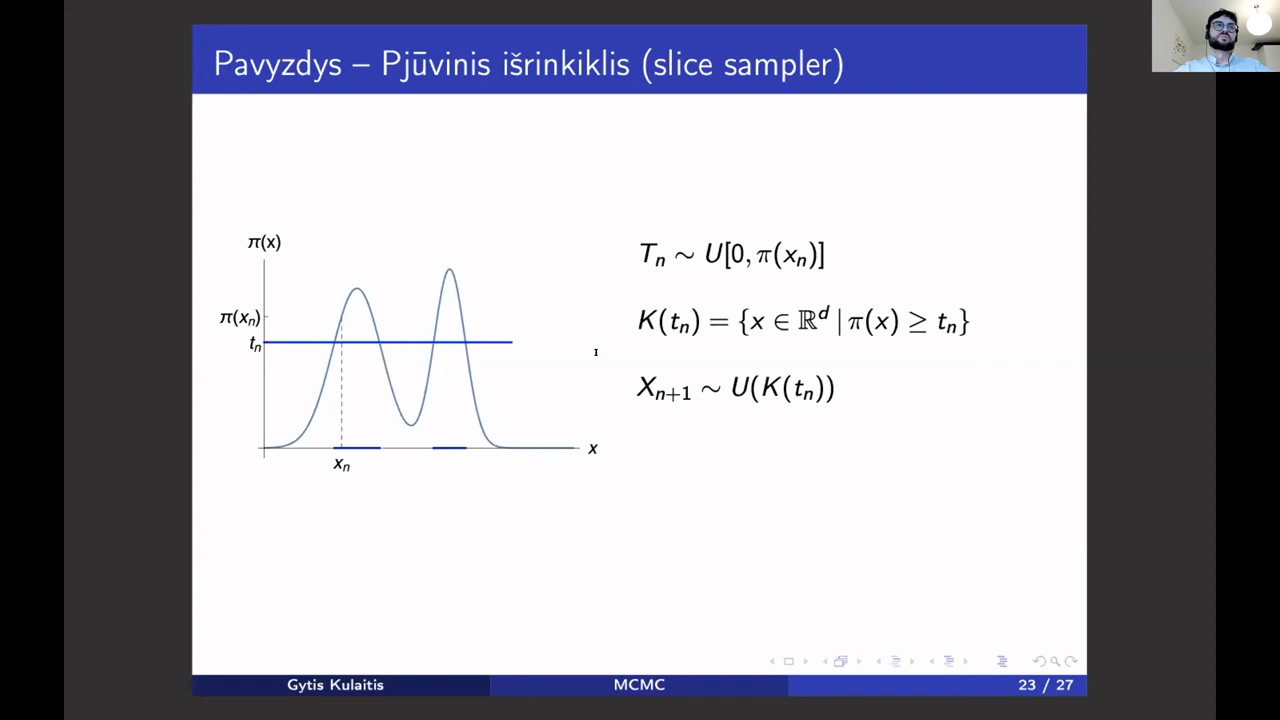 Pavyzdys – Pjūvinis išrinkiklis (slice sampler)
π(x)
π(xₙ)
tₙ
xₙ
x
Tₙ ∼ U[0, π(xₙ)]
K(tₙ) = {x ∈ ℝᵈ | π(x) ≥ tₙ}
Xₙ₊₁ ∼ U(K(tₙ))
Gytis Kulaitis
MCMC
23 / 27